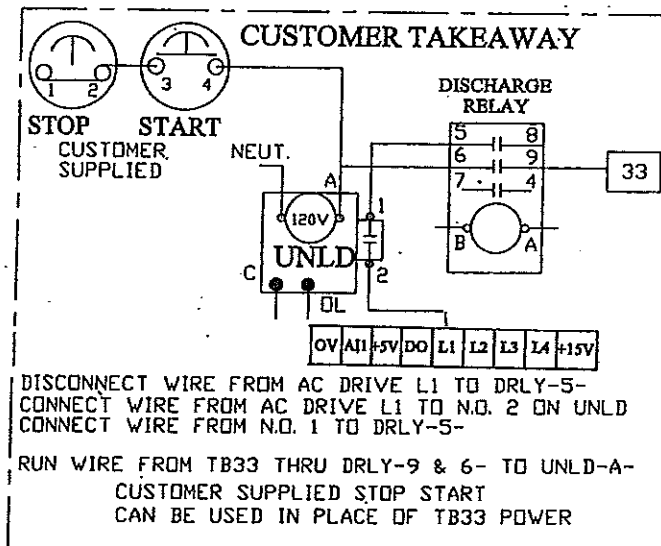 CUSTOMER TAKEAWAY
1 2
3 4
STOP START
CUSTOMER
SUPPLIED
DISCHARGE
RELAY
5 8
6 9
7 4
B A
33
NEUT.
A
120V
UNLD
1
2
C
OL
OV AI1 +5V DO L1 L2 L3 L4 +15V
DISCONNECT WIRE FROM AC DRIVE L1 TO DRLY-5-
CONNECT WIRE FROM AC DRIVE L1 TO N.O. 2 ON UNLD
CONNECT WIRE FROM N.O. 1 TO DRLY-5-
RUN WIRE FROM TB33 THRU DRLY-9 & 6- TO UNLD-A-
CUSTOMER SUPPLIED STOP START
CAN BE USED IN PLACE OF TB33 POWER